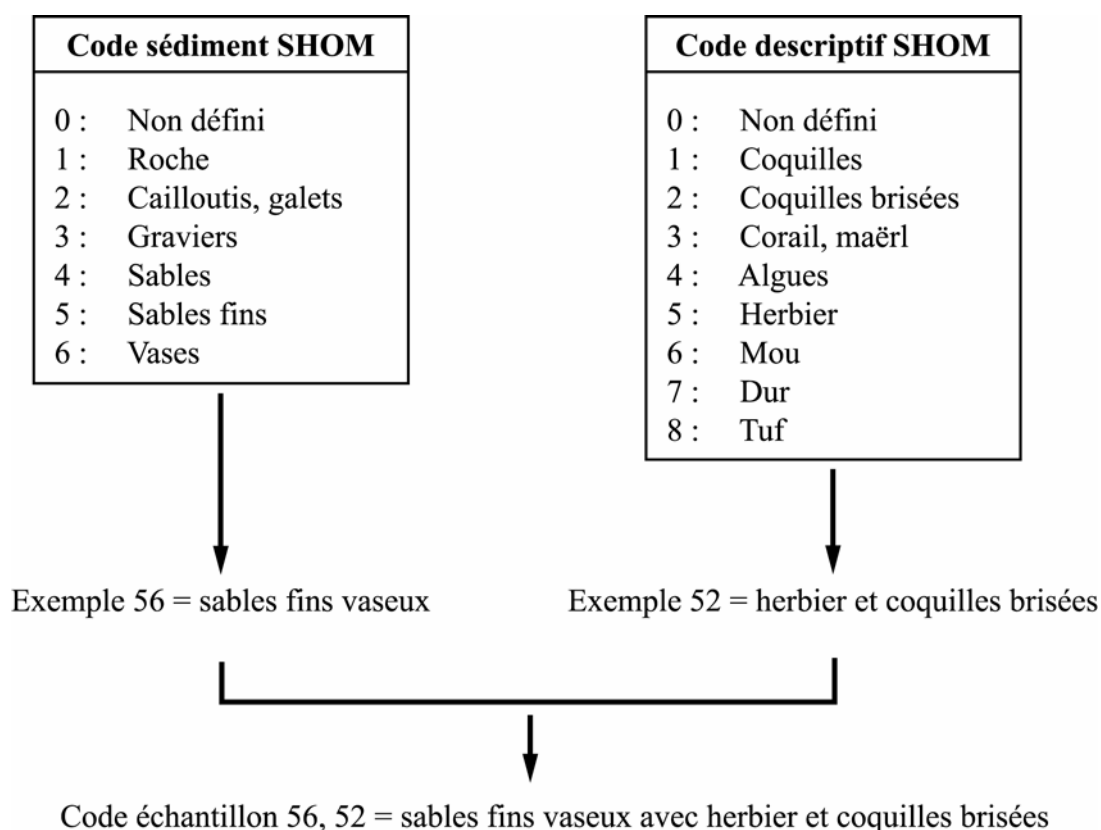 Code sédiment SHOM
0 : Non défini
1 : Roche
2 : Cailloutis, galets
3 : Graviers
4 : Sables
5 : Sables fins
6 : Vases
Code descriptif SHOM
0 : Non défini
1 : Coquilles
2 : Coquilles brisées
3 : Corail, maërl
4 : Algues
5 : Herbier
6 : Mou
7 : Dur
8 : Tuf
Exemple 56 = sables fins vaseux
Exemple 52 = herbier et coquilles brisées
Code échantillon 56, 52 = sables fins vaseux avec herbier et coquilles brisées